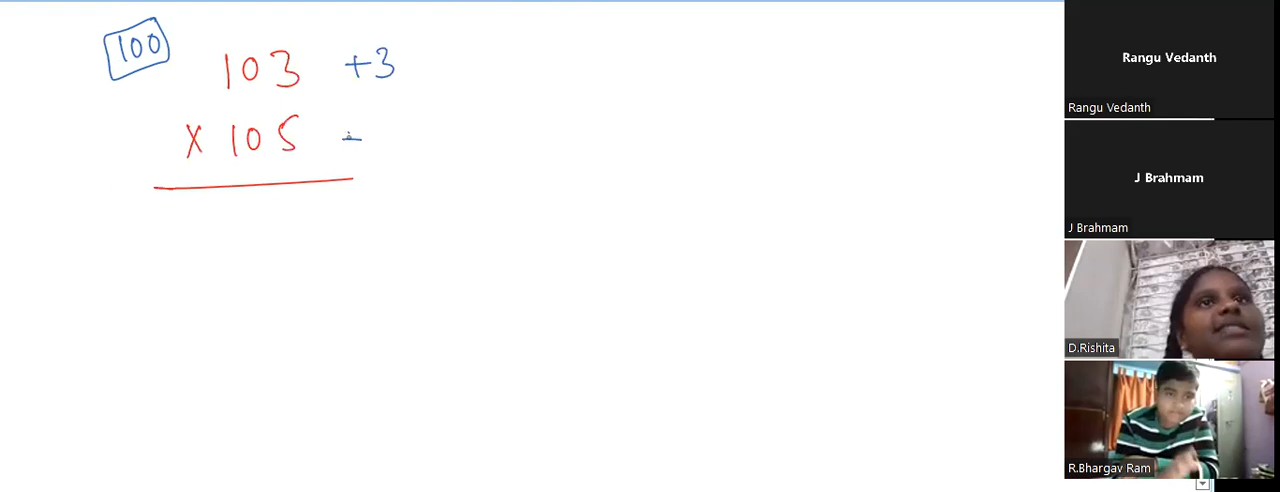 100
103 +3
X 105 -
Rangu Vedanth
Rangu Vedanth
J Brahmam
J Brahmam
D.Rishita
R.Bhargav Ram